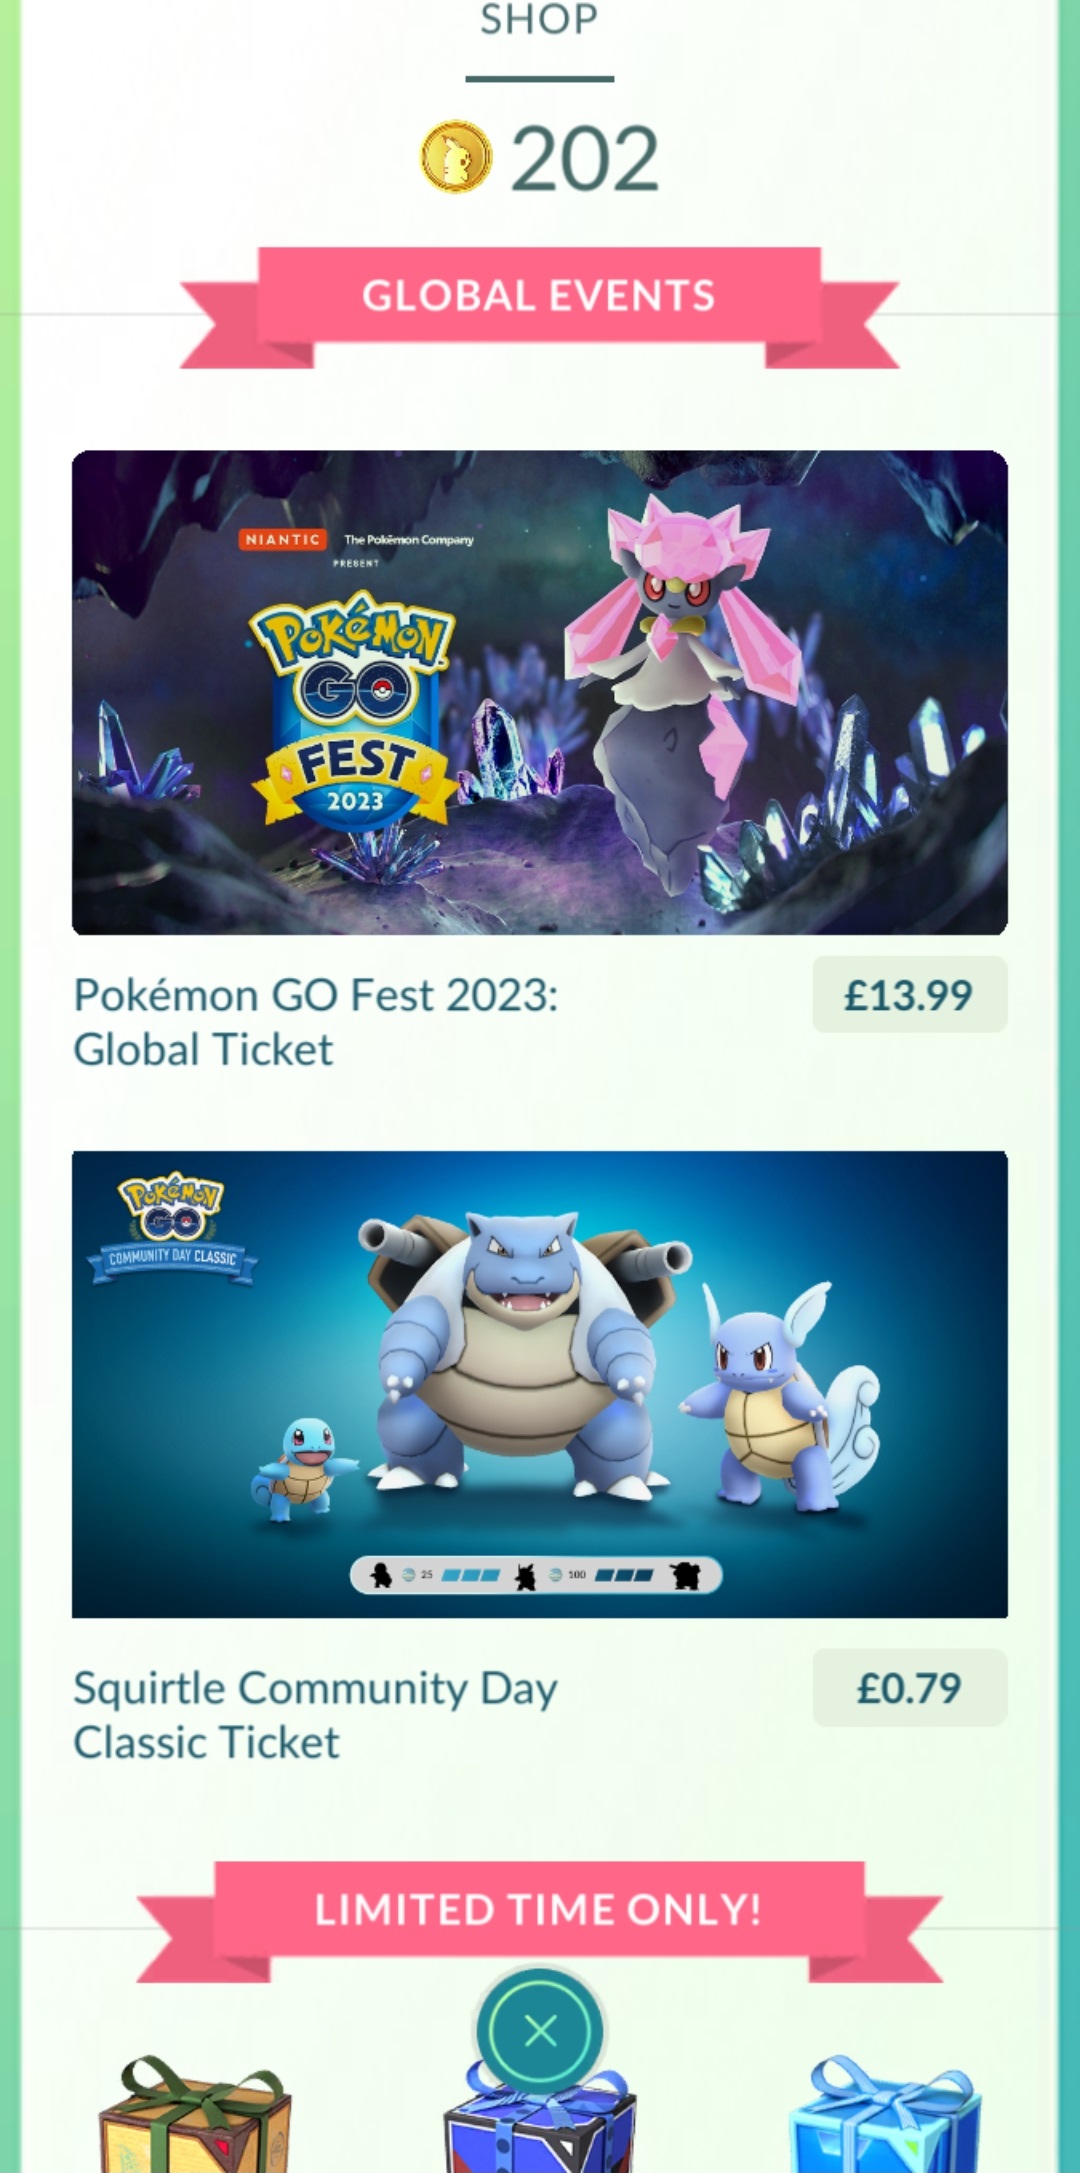 SHOP
202
GLOBAL EVENTS
NIANTIC The Pokémon Company
PRESENT
POKÉMON
GO
FEST
2023
Pokémon GO Fest 2023:
Global Ticket
£13.99
POKÉMON
GO
COMMUNITY DAY CLASSIC
25 100
Squirtle Community Day
Classic Ticket
£0.79
LIMITED TIME ONLY!